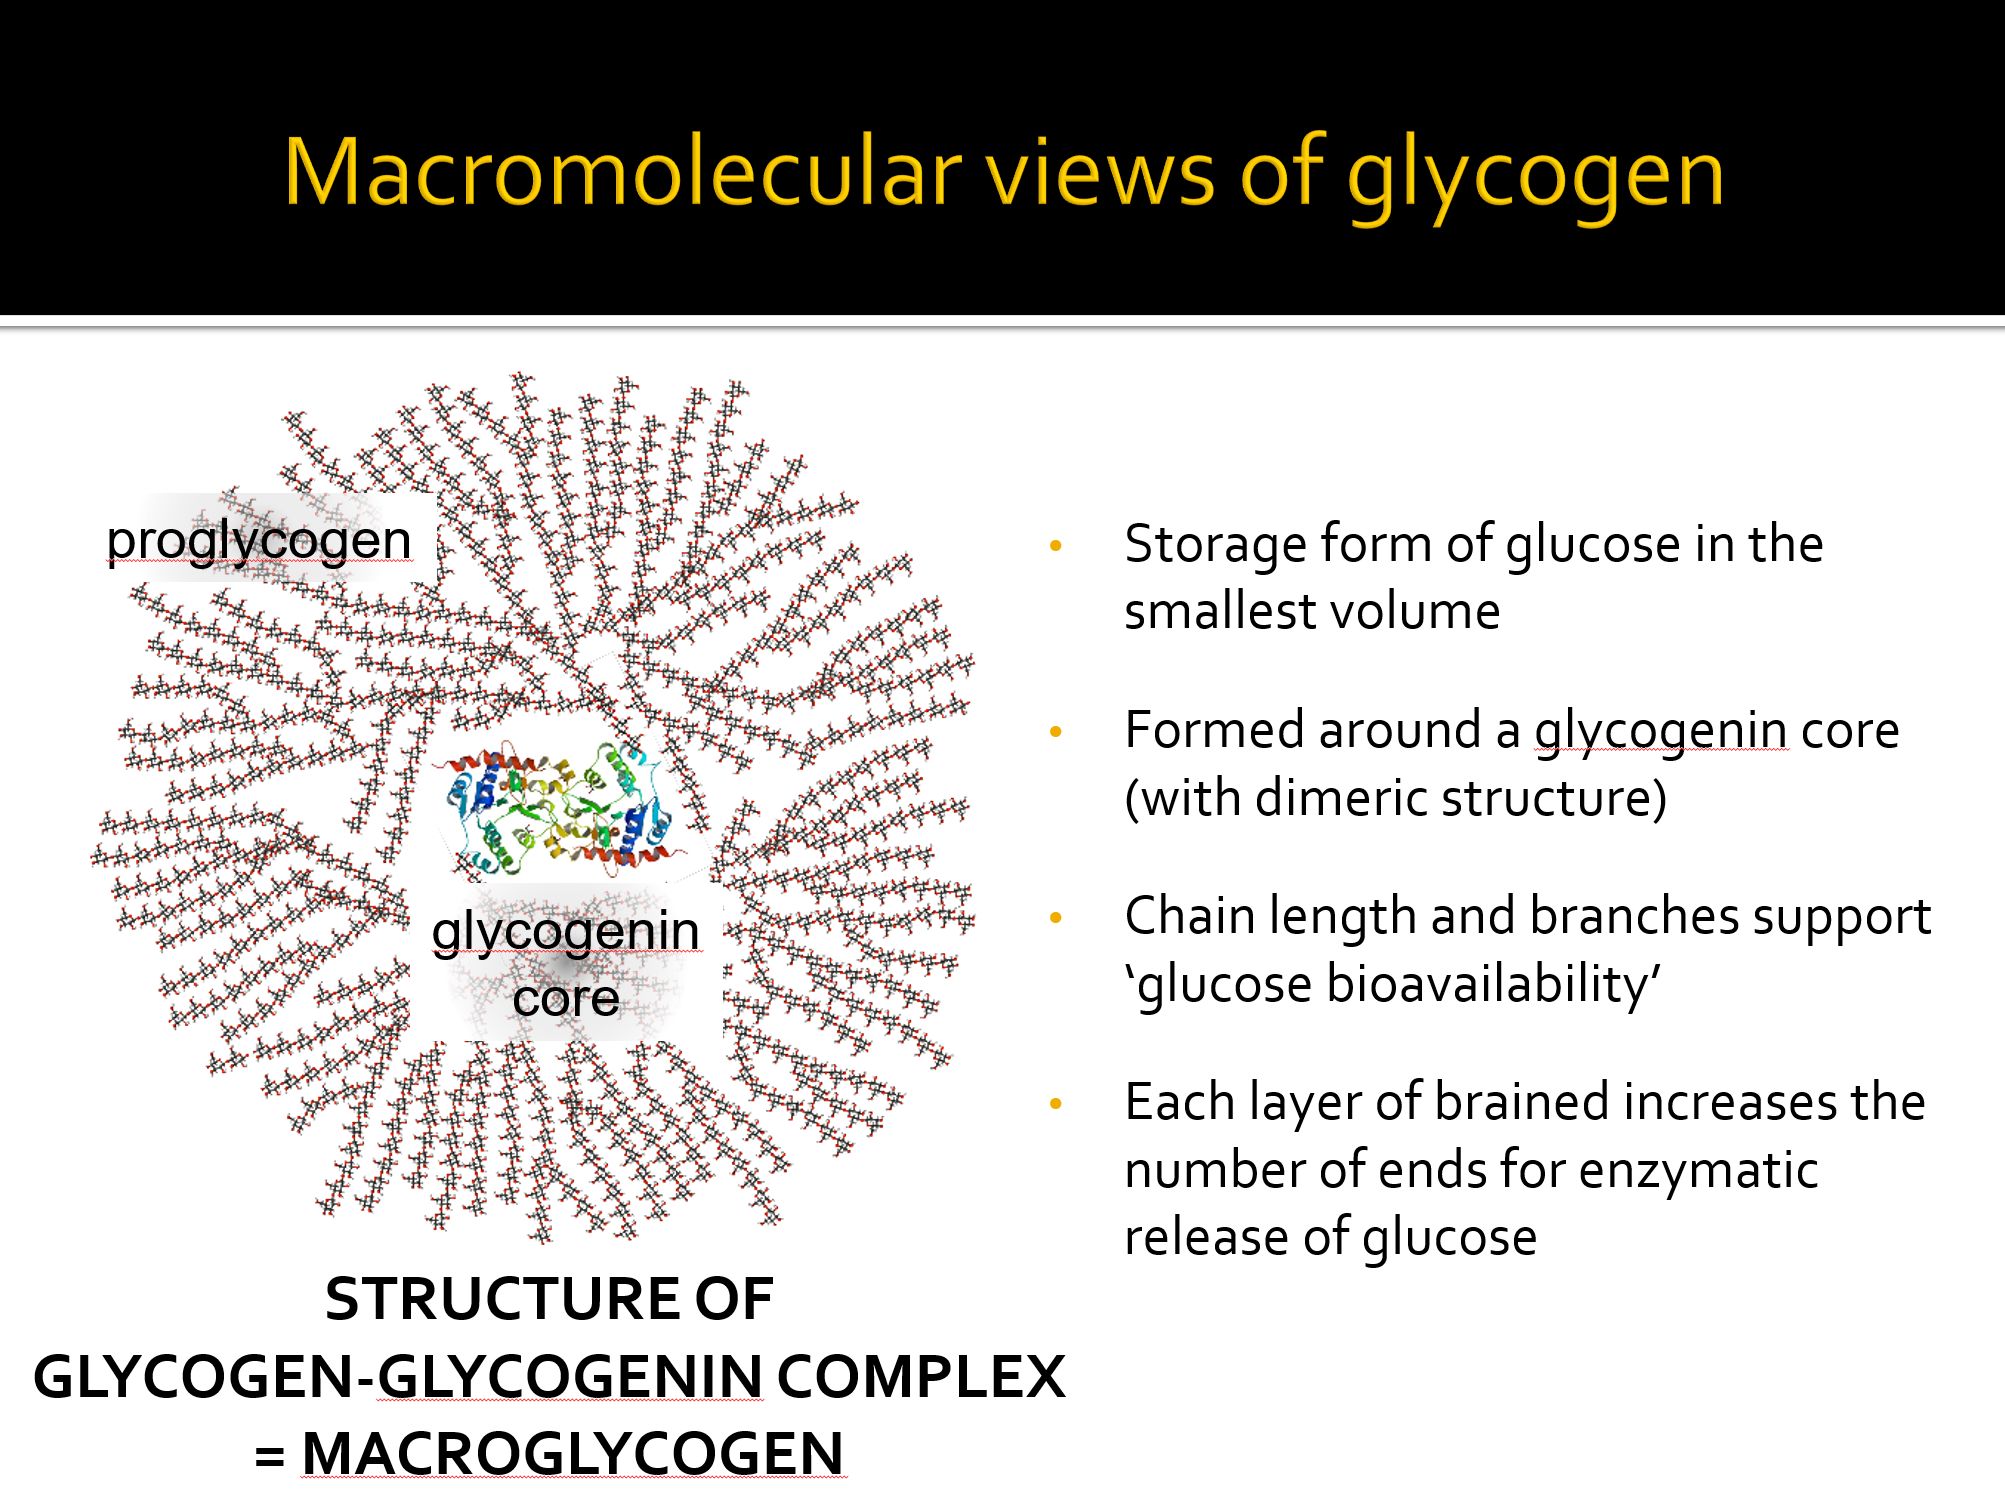 Macromolecular views of glycogen
proglycogen
glycogenin
core
STRUCTURE OF
GLYCOGEN-GLYCOGENIN COMPLEX
= MACROGLYCOGEN
• Storage form of glucose in the
smallest volume
• Formed around a glycogenin core
(with dimeric structure)
• Chain length and branches support
‘glucose bioavailability’
• Each layer of brained increases the
number of ends for enzymatic
release of glucose